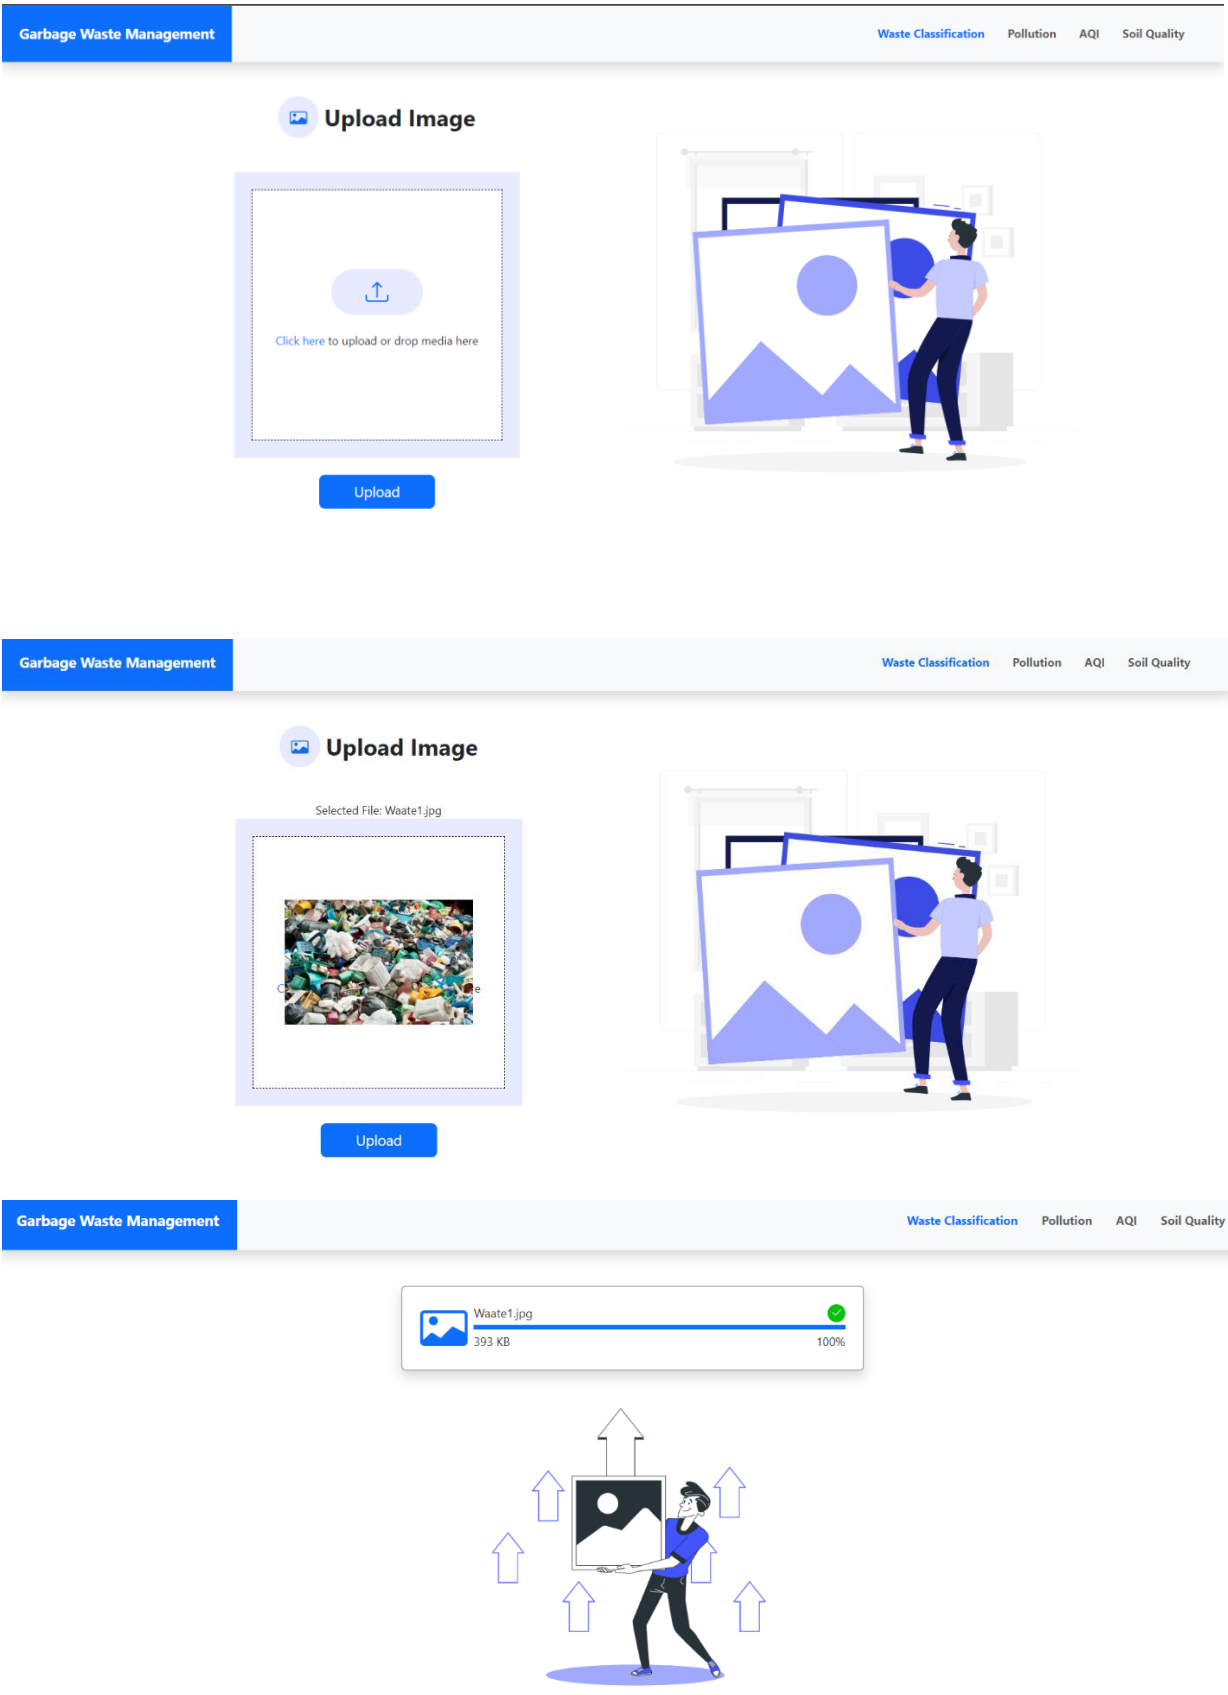 Garbage Waste Management
Waste Classification Pollution AQI Soil Quality
Upload Image
Click here to upload or drop media here
Upload
Garbage Waste Management
Waste Classification Pollution AQI Soil Quality
Upload Image
Selected File: Waate1.jpg
Upload
Garbage Waste Management
Waste Classification Pollution AQI Soil Quality
Waate1.jpg
393 KB 100%